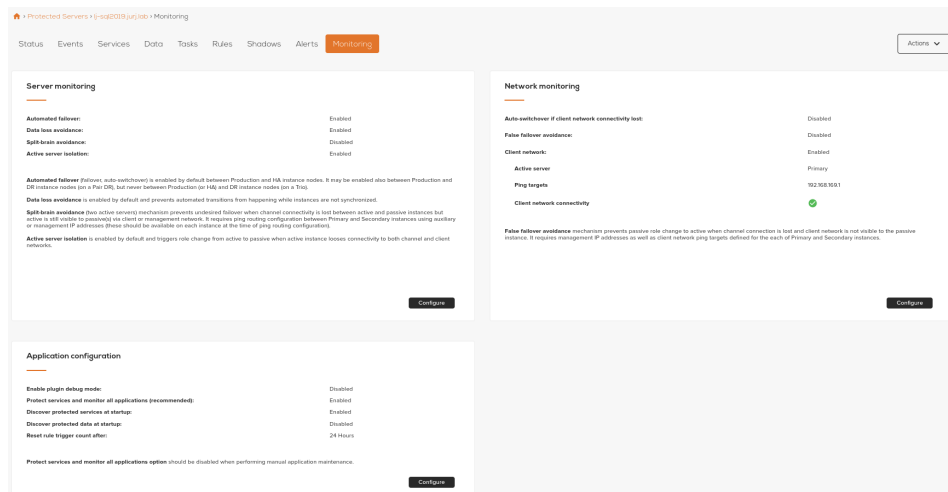 › Protected Servers › lj-sql2019.jurj.lab › Monitoring
Status Events Services Data Tasks Rules Shadows Alerts Monitoring Actions
Server monitoring
Automated failover: Enabled
Data loss avoidance: Enabled
Split-brain avoidance: Disabled
Active server isolation: Enabled
Automated failover (failover, auto-switchover) is enabled by default between Production and HA instance nodes. It may be enabled also between Production and
DR instance nodes (on a Pair DR), but never between Production (or HA) and DR instance nodes (on a Trio).
Data loss avoidance is enabled by default and prevents automated transitions from happening while instances are not synchronized.
Split-brain avoidance (two active servers) mechanism prevents undesired failover when channel connectivity is lost between active and passive instances but
active is still visible to passive(s) via client or management network. It requires ping routing configuration between Primary and Secondary instances using auxiliary
or management IP addresses (these should be available on each instance at the time of ping routing configuration).
Active server isolation is enabled by default and triggers role change from active to passive when active instance looses connectivity to both channel and client
networks.
Configure
Network monitoring
Auto-switchover if client network connectivity lost: Disabled
False failover avoidance: Disabled
Client network: Enabled
Active server Primary
Ping targets 192.168.169.1
Client network connectivity
False failover avoidance mechanism prevents passive role change to active when channel connection is lost and client network is not visible to the passive
instance. It requires management IP addresses as well as client network ping targets defined for the each of Primary and Secondary instances.
Configure
Application configuration
Enable plugin debug mode: Disabled
Protect services and monitor all applications (recommended): Enabled
Discover protected services at startup: Enabled
Discover protected data at startup: Disabled
Reset rule trigger count after: 24 Hours
Protect services and monitor all applications option should be disabled when performing manual application maintenance.
Configure